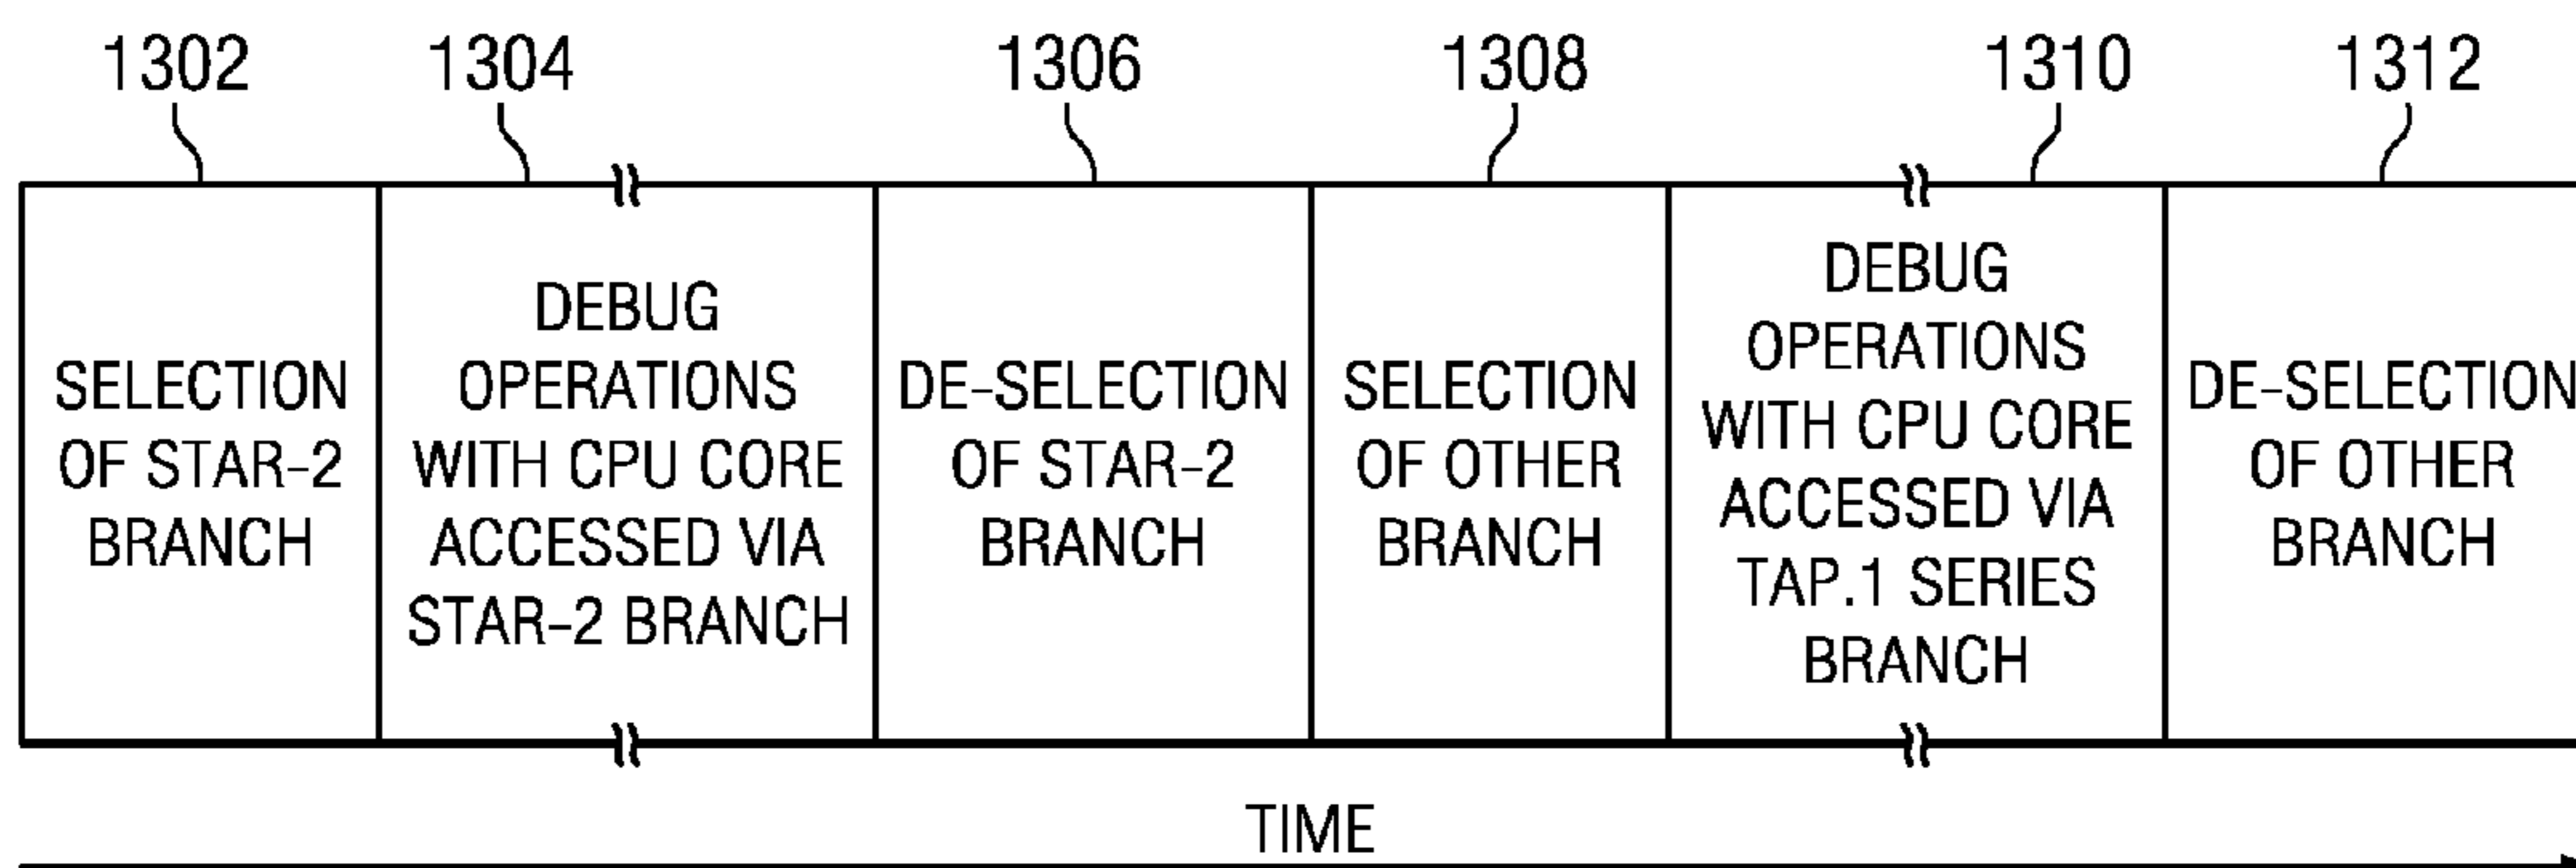 1302 1304 1306 1308 1310 1312
SELECTION
OF STAR-2
BRANCH
DEBUG
OPERATIONS
WITH CPU CORE
ACCESSED VIA
STAR-2 BRANCH
DE-SELECTION
OF STAR-2
BRANCH
SELECTION
OF OTHER
BRANCH
DEBUG
OPERATIONS
WITH CPU CORE
ACCESSED VIA
TAP.1 SERIES
BRANCH
DE-SELECTION
OF OTHER
BRANCH
TIME